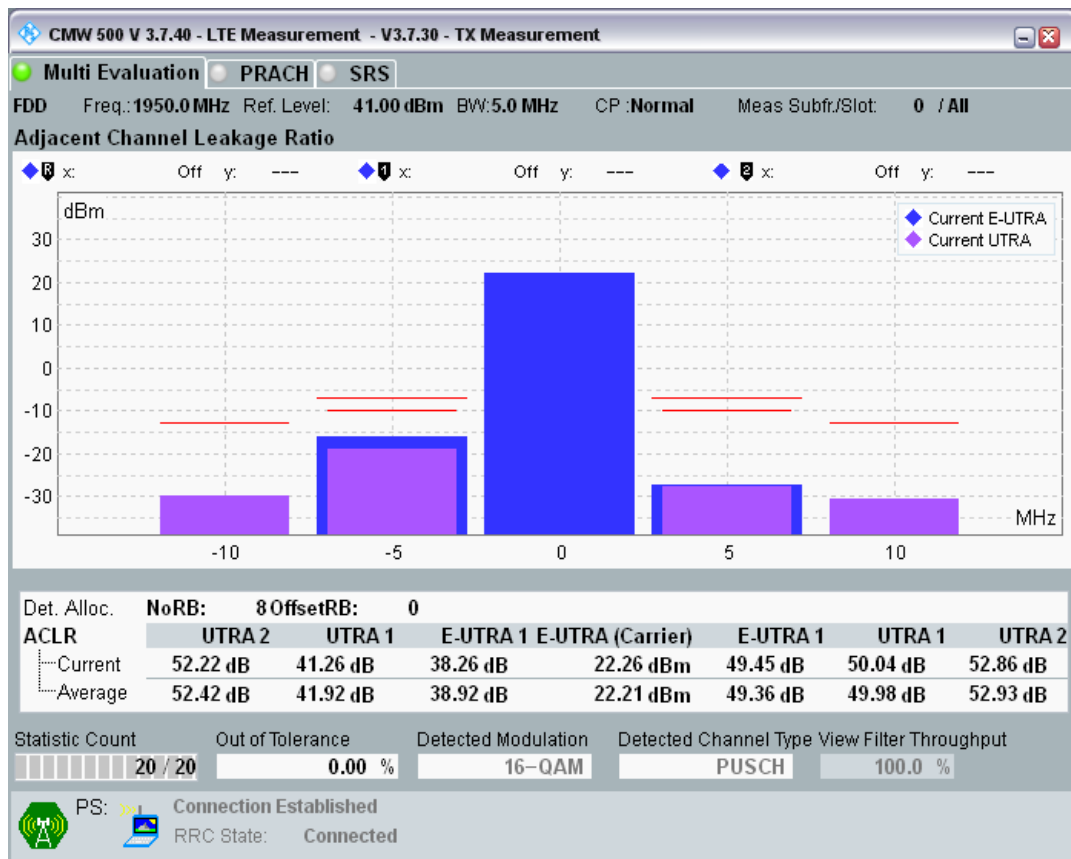 CMW 500 V 3.7.40 - LTE Measurement - V3.7.30 - TX Measurement
Multi Evaluation PRACH SRS
FDD Freq.:1950.0 MHz Ref. Level: 41.00 dBm BW:5.0 MHz CP :Normal Meas Subfr./Slot: 0 / All
Adjacent Channel Leakage Ratio
R x: Off y: --- 1 x: Off y: --- 2 x: Off y: ---
dBm
Current E-UTRA
Current UTRA
30
20
10
0
-10
-20
-30
MHz
-10 -5 0 5 10
Det. Alloc. NoRB: 8 OffsetRB: 0
ACLR UTRA 2 UTRA 1 E-UTRA 1 E-UTRA (Carrier) E-UTRA 1 UTRA 1 UTRA 2
Current 52.22 dB 41.26 dB 38.26 dB 22.26 dBm 49.45 dB 50.04 dB 52.86 dB
Average 52.42 dB 41.92 dB 38.92 dB 22.21 dBm 49.36 dB 49.98 dB 52.93 dB
Statistic Count Out of Tolerance Detected Modulation Detected Channel Type View Filter Throughput
20 / 20 0.00 % 16-QAM PUSCH 100.0 %
PS: Connection Established
RRC State: Connected